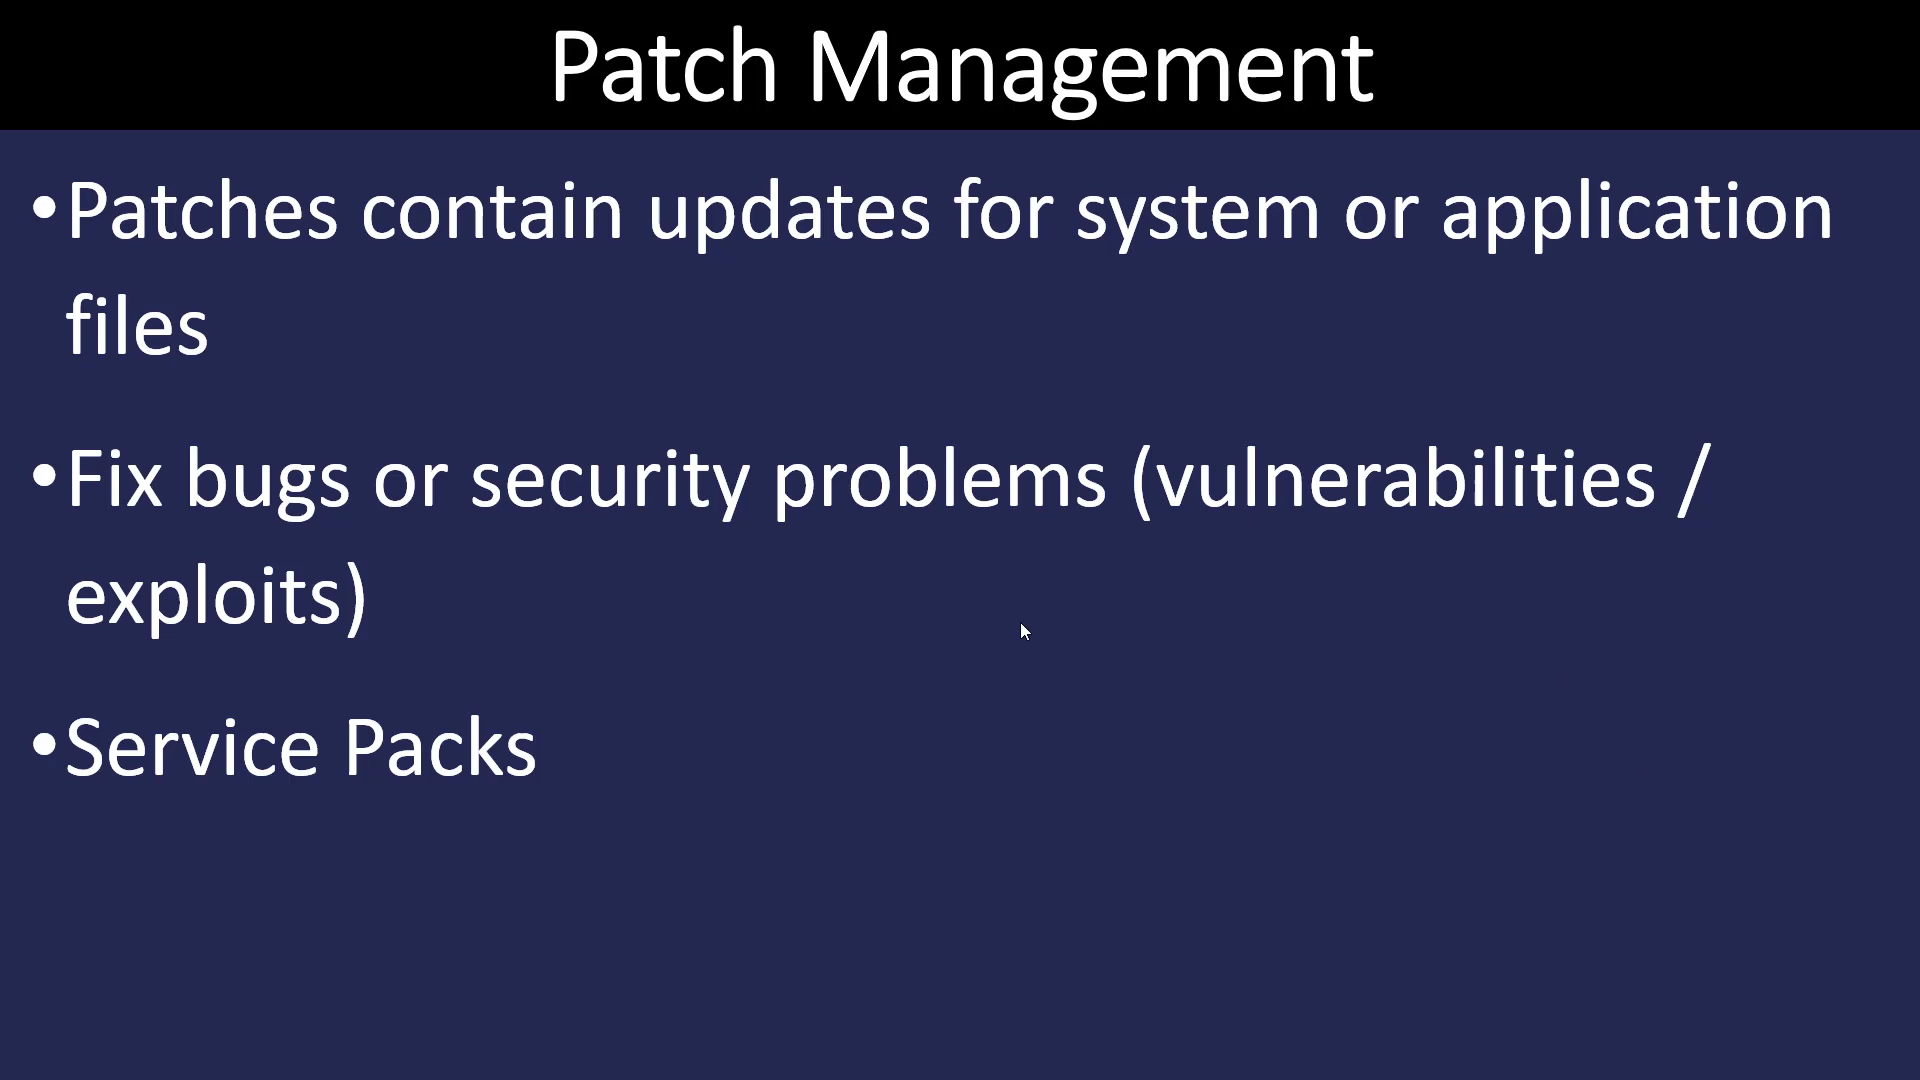 Patch Management
•Patches contain updates for system or application
files
•Fix bugs or security problems (vulnerabilities /
exploits)
•Service Packs